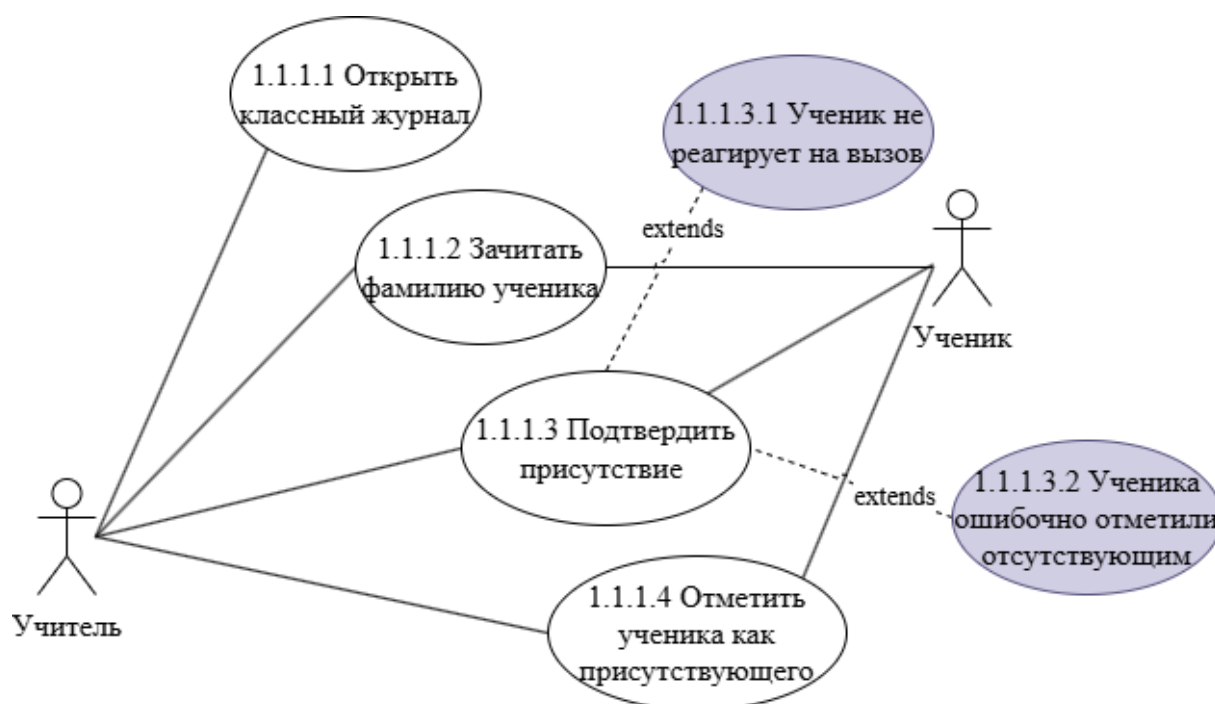 1.1.1.1 Открыть
классный журнал
1.1.1.3.1 Ученик не
реагирует на вызов
extends
1.1.1.2 Зачитать
фамилию ученика
Ученик
1.1.1.3 Подтвердить
присутствие
extends
1.1.1.3.2 Ученика
ошибочно отметили
отсутствующим
Учитель
1.1.1.4 Отметить
ученика как
присутствующего